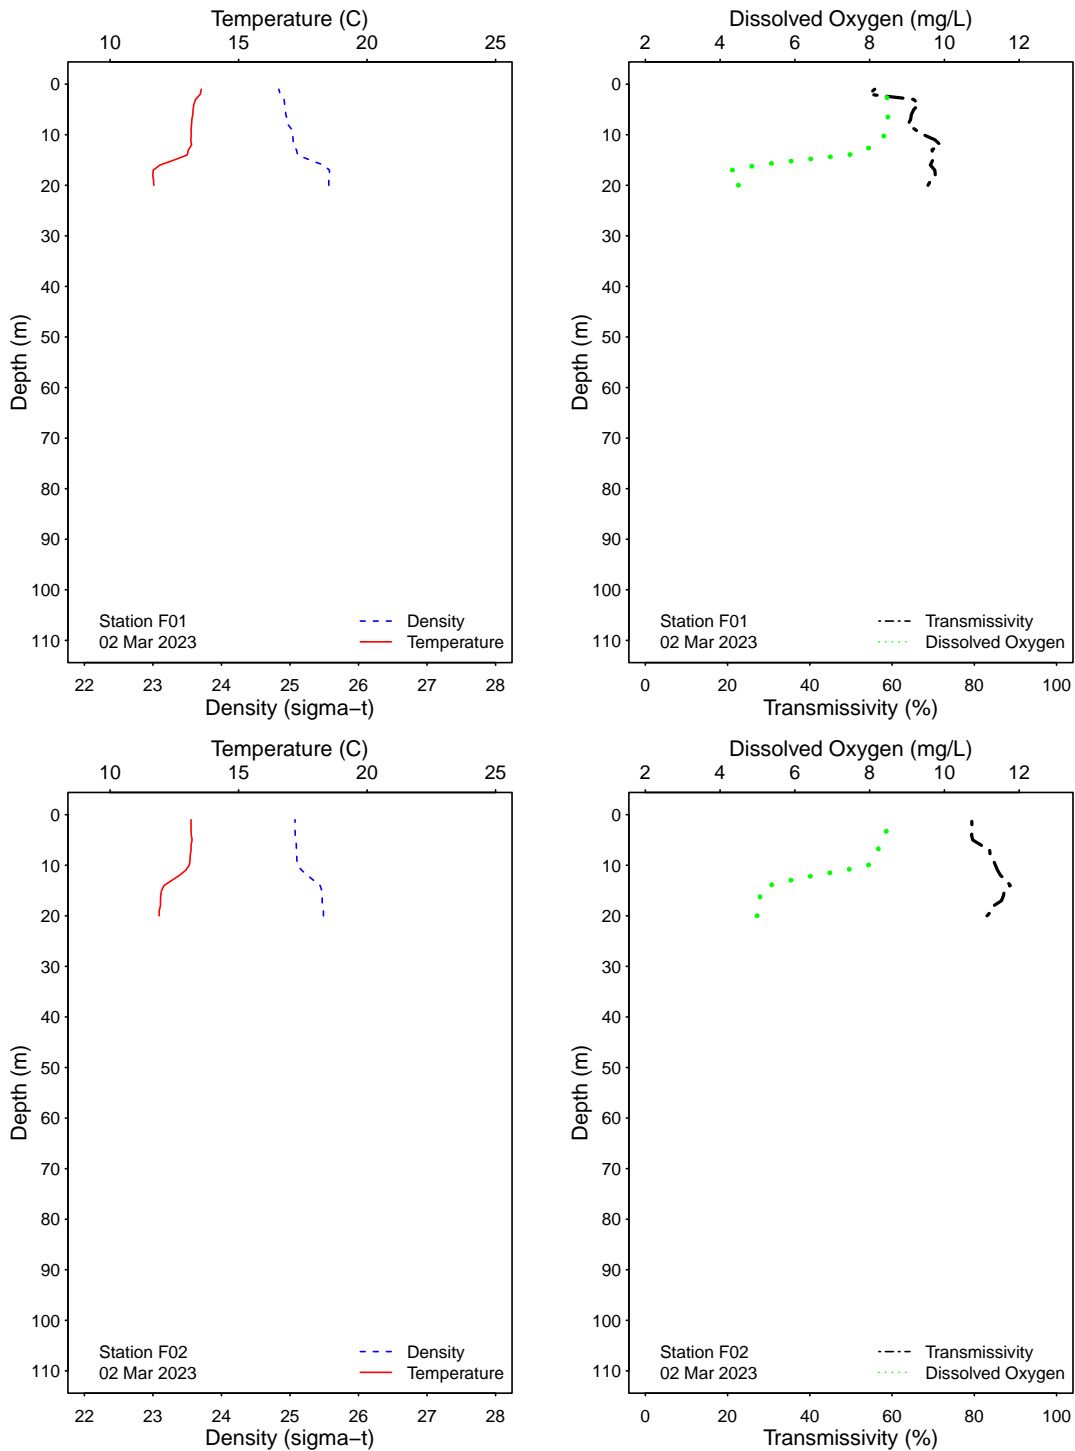 Temperature (C)
10 15 20 25
0
10
20
30
40
50
60
70
80
90
100
110
Depth (m)
Station F01
02 Mar 2023
Density
Temperature
22 23 24 25 26 27 28
Density (sigma−t)
Dissolved Oxygen (mg/L)
2 4 6 8 10 12
0
10
20
30
40
50
60
70
80
90
100
110
Depth (m)
Station F01
02 Mar 2023
Transmissivity
Dissolved Oxygen
0 20 40 60 80 100
Transmissivity (%)
Temperature (C)
10 15 20 25
0
10
20
30
40
50
60
70
80
90
100
110
Depth (m)
Station F02
02 Mar 2023
Density
Temperature
22 23 24 25 26 27 28
Density (sigma−t)
Dissolved Oxygen (mg/L)
2 4 6 8 10 12
0
10
20
30
40
50
60
70
80
90
100
110
Depth (m)
Station F02
02 Mar 2023
Transmissivity
Dissolved Oxygen
0 20 40 60 80 100
Transmissivity (%)